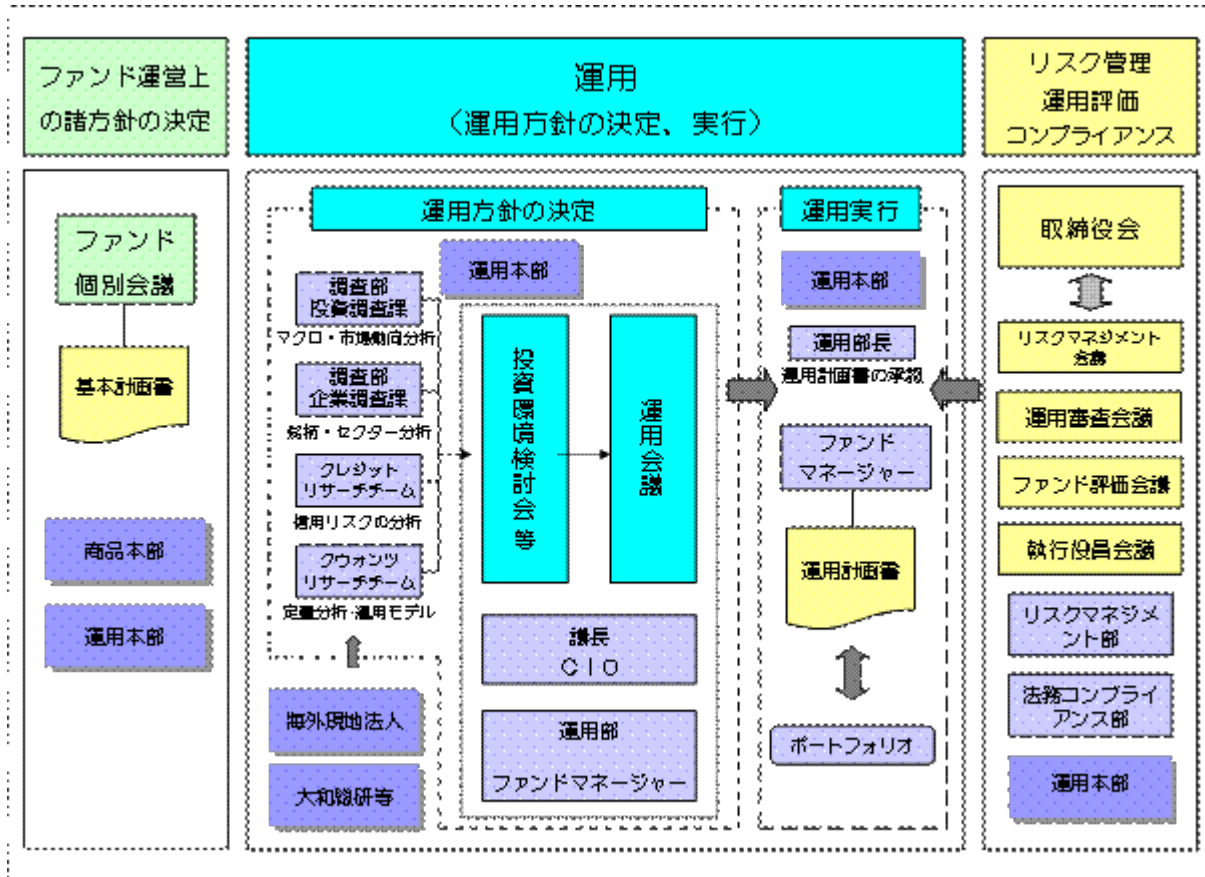 ファンド運営上
の諸方針の決定
運用
（運用方針の決定、実行）
リスク管理
運用評価
コンプライアンス
ファンド
個別会議
基本計画書
商品本部
運用本部
運用方針の決定
運用本部
調査部
投資調査課
マクロ・市場動向分析
調査部
企業調査課
銘柄・セクター分析
クレジット
リサーチチーム
信用リスクの分析
クウォンツ
リサーチチーム
定量分析・運用モデル
海外現地法人
大和総研等
投資環境検討会等
運用会議
議長
ＣＩＯ
運用部
ファンドマネージャー
運用実行
運用本部
運用部長
運用計画書の承認
ファンド
マネージャー
運用計画書
ポートフォリオ
取締役会
リスクマネジメント
会議
運用審査会議
ファンド評価会議
執行役員会議
リスクマネジメ
ント部
法務コンプライ
アンス部
運用本部